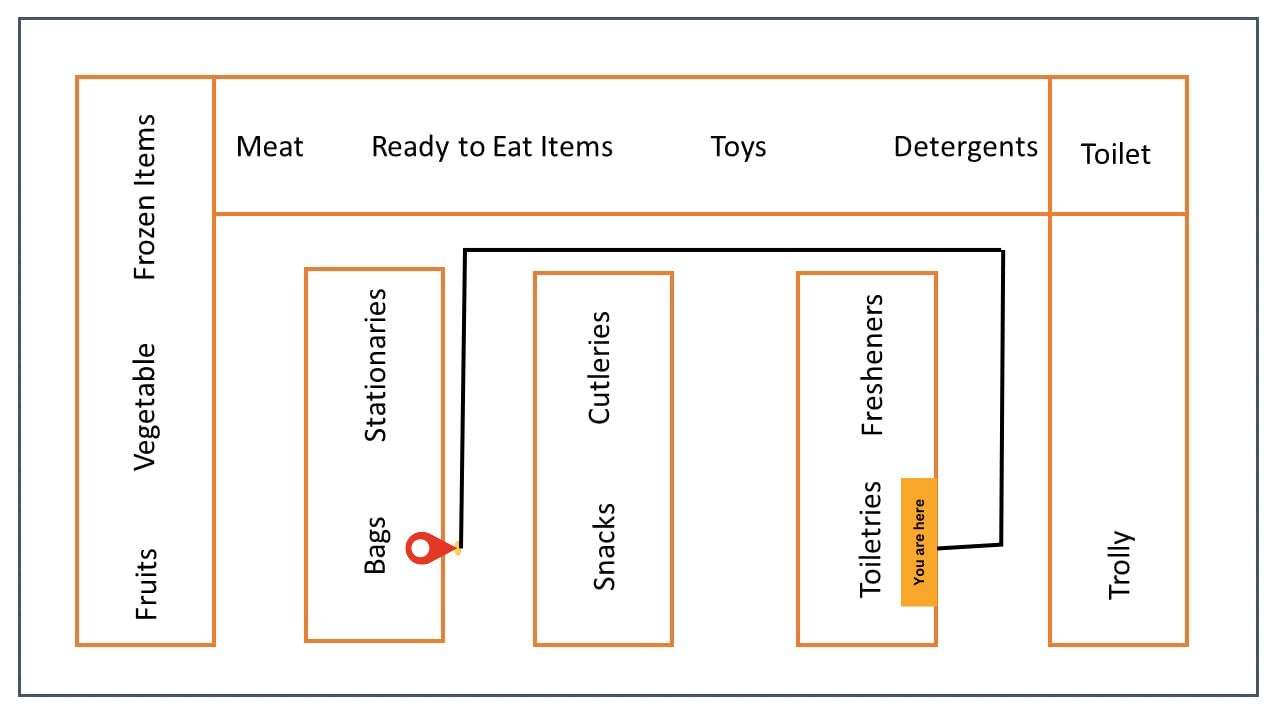 Meat
Ready to Eat Items
Toys
Detergents
Toilet
Frozen Items
Vegetable
Fruits
Stationaries
Bags
Cutleries
Snacks
Fresheners
Toiletries
You are here
Trolly